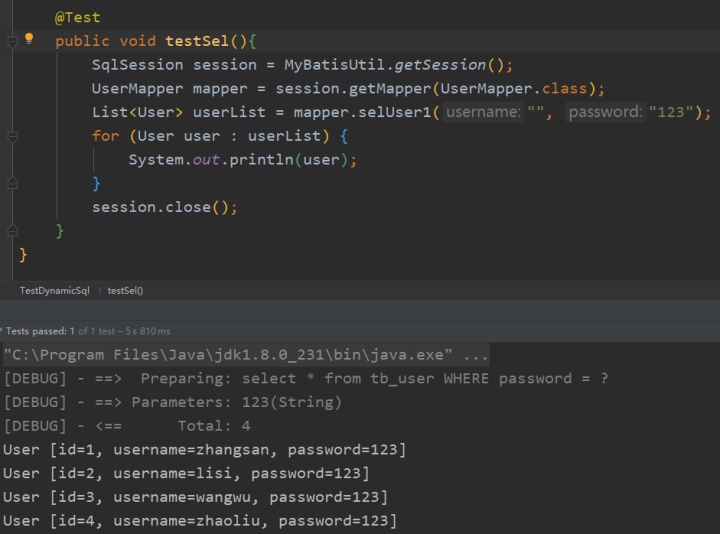 @Test
public void testSel(){
SqlSession session = MyBatisUtil.getSession();
UserMapper mapper = session.getMapper(UserMapper.class);
List<User> userList = mapper.selUser1( username: "", password: "123");
for (User user : userList) {
System.out.println(user);
}
session.close();
}
}
TestDynamicSql › testSel()
Tests passed: 1 of 1 test – 5 s 810 ms
"C:\Program Files\Java\jdk1.8.0_231\bin\java.exe" ...
[DEBUG] - ==>  Preparing: select * from tb_user WHERE password = ?
[DEBUG] - ==> Parameters: 123(String)
[DEBUG] - <==      Total: 4
User [id=1, username=zhangsan, password=123]
User [id=2, username=lisi, password=123]
User [id=3, username=wangwu, password=123]
User [id=4, username=zhaoliu, password=123]